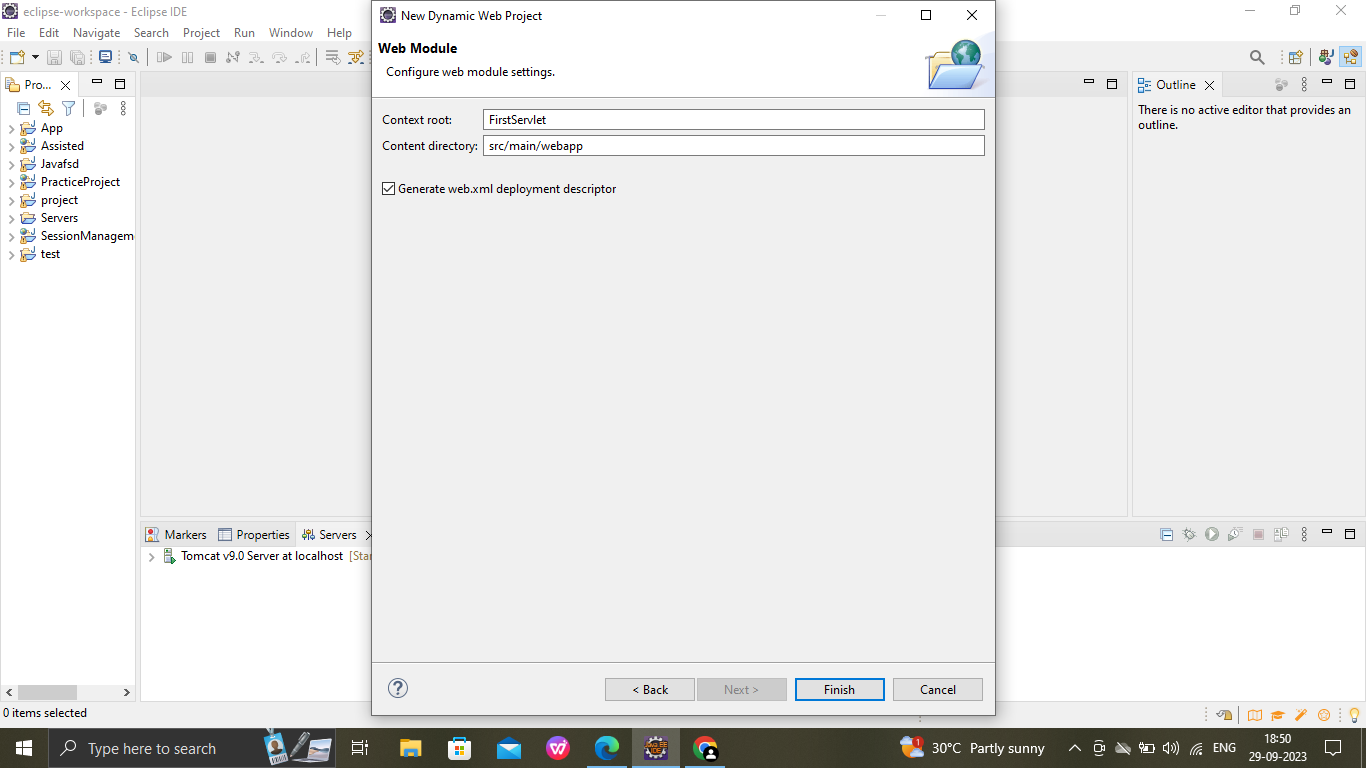 eclipse-workspace - Eclipse IDE
File Edit Navigate Search Project Run Window Help
Pro...
App
Assisted
Javafsd
PracticeProject
project
Servers
SessionManagem
test
New Dynamic Web Project
Web Module
Configure web module settings.
Context root: FirstServlet
Content directory: src/main/webapp
Generate web.xml deployment descriptor
< Back Next > Finish Cancel
Outline
There is no active editor that provides an
outline.
Markers Properties Servers
Tomcat v9.0 Server at localhost [Star
0 items selected
Type here to search
30°C Partly sunny
ENG
18:50
29-09-2023